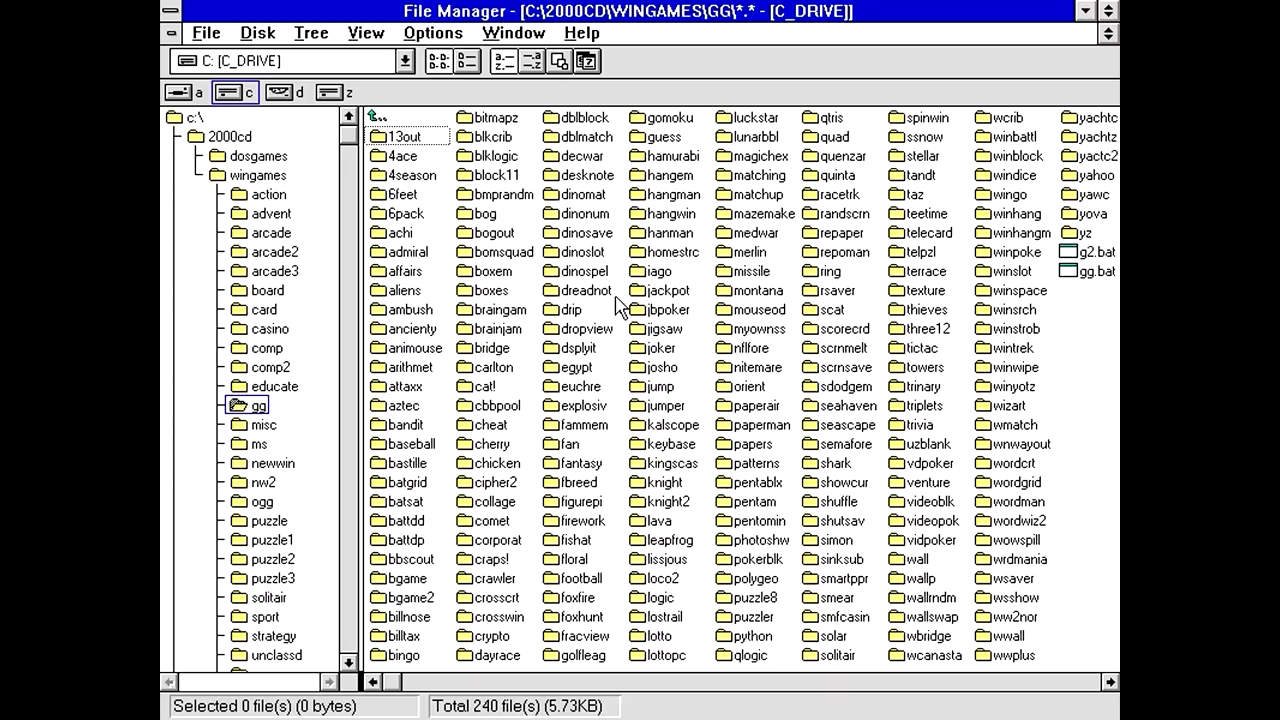 File Manager - [C:\2000CD\WINGAMES\GG\*.* - [C_DRIVE]]
File Disk Tree View Options Window Help
C: [C_DRIVE]
a c d z
c:\
2000cd
dosgames
wingames
action
advent
arcade
arcade2
arcade3
board
card
casino
comp
comp2
educate
gg
misc
ms
newwin
nw2
ogg
puzzle
puzzle1
puzzle2
puzzle3
solitair
sport
strategy
unclassd
..
13out
4ace
4season
6feet
6pack
achi
admiral
affairs
aliens
ambush
ancienty
animouse
arithmet
attaxx
aztec
bandit
baseball
bastille
batgrid
batsat
battdd
battdp
bbscout
bgame
bgame2
billnose
billtax
bingo
bitmapz
blkcrib
blklogic
block11
bmprandm
bog
bogout
bomsquad
boxem
boxes
braingam
brainjam
bridge
carlton
cat!
cbbpool
cheat
cherry
chicken
cipher2
collage
comet
corporat
craps!
crawler
crosscrt
crosswin
crypto
dayrace
dblblock
dblmatch
decwar
desknote
dinomat
dinonum
dinosave
dinoslot
dinospel
dreadnot
drip
dropview
dsplyit
egypt
euchre
explosiv
fammem
fan
fantasy
fbreed
figurepi
firework
fishat
floral
football
foxfire
foxhunt
fracview
golfleag
gomoku
guess
hamurabi
hangem
hangman
hangwin
hanman
homestrc
iago
jackpot
jbpoker
jigsaw
joker
josho
jump
jumper
kalscope
keybase
kingscas
knight
knight2
lava
leapfrog
lissjous
loco2
logic
lostrail
lotto
lottopc
luckstar
lunarbbl
magichex
matching
matchup
mazemake
medwar
merlin
missile
montana
mouseod
myownss
nflfore
nitemare
orient
paperair
paperman
papers
patterns
pentablx
pentam
pentomin
photoshw
pokerblk
polygeo
puzzle8
puzzler
python
qlogic
qtris
quad
quenzar
quinta
racetrk
randscrn
repaper
repoman
ring
rsaver
scat
scorecrd
scrnmelt
scrnsave
sdodgem
seahaven
seascape
semafore
shark
showcur
shuffle
shutsav
simon
sinksub
smartppr
smear
smfcasin
solar
solitair
spinwin
ssnow
stellar
tandt
taz
teetime
telecard
telpzl
terrace
texture
thieves
three12
tictac
towers
trinary
triplets
trivia
uzblank
vdpoker
venture
videoblk
videopok
vidpoker
wall
wallp
wallrndm
wallswap
wbridge
wcanasta
wcrib
winbattl
winblock
windice
wingo
winhang
winhangm
winpoke
winslot
winspace
winsrch
winstrob
wintrek
winwipe
winyotz
wizart
wmatch
wnwayout
wordcrt
wordgrid
wordman
wordwiz2
wowspill
wrdmania
wsaver
wsshow
ww2nor
wwall
wwplus
yachtc
yachtz
yactc2
yahoo
yawc
yova
yz
g2.bat
gg.bat
Selected 0 file(s) (0 bytes)
Total 240 file(s) (5.73KB)